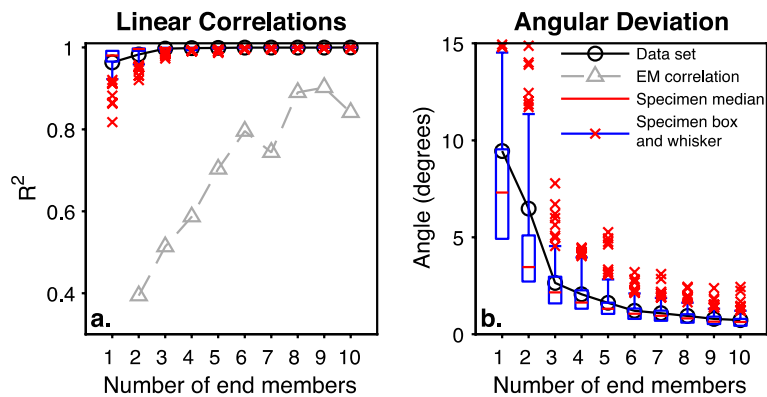 Linear Correlations
1
0.8
0.6
0.4
R²
a.
1 2 3 4 5 6 7 8 9 10
Number of end members
Angular Deviation
15
10
5
0
Angle (degrees)
Data set
EM correlation
Specimen median
Specimen box
and whisker
b.
1 2 3 4 5 6 7 8 9 10
Number of end members